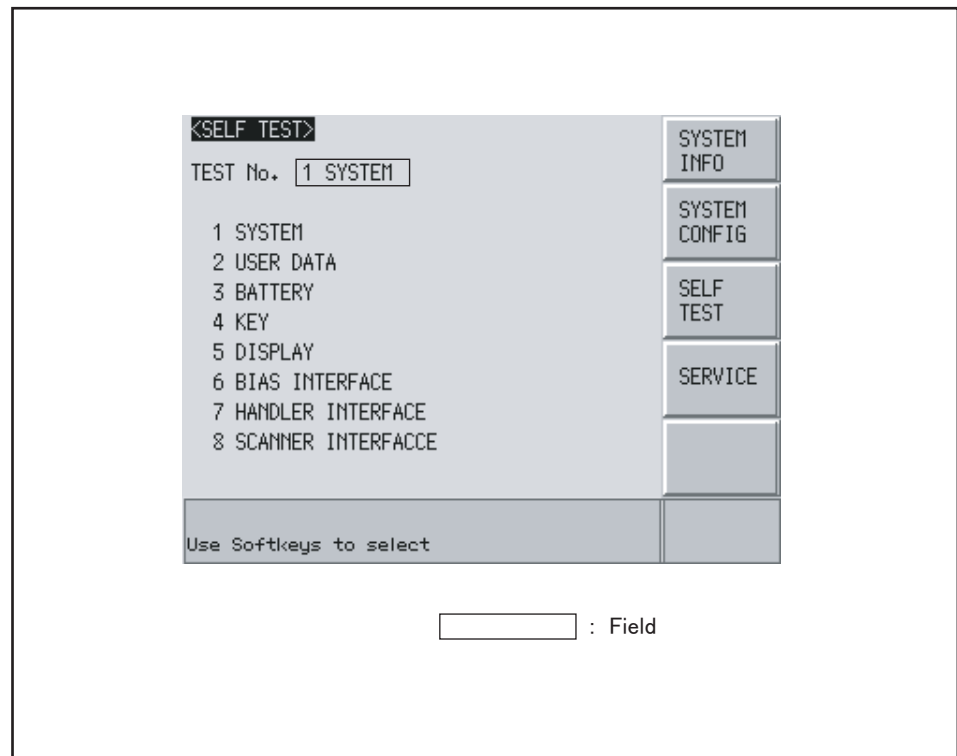 <SELF TEST>
TEST No. 1 SYSTEM
1 SYSTEM
2 USER DATA
3 BATTERY
4 KEY
5 DISPLAY
6 BIAS INTERFACE
7 HANDLER INTERFACE
8 SCANNER INTERFACCE
Use Softkeys to select
SYSTEM
INFO
SYSTEM
CONFIG
SELF
TEST
SERVICE
: Field